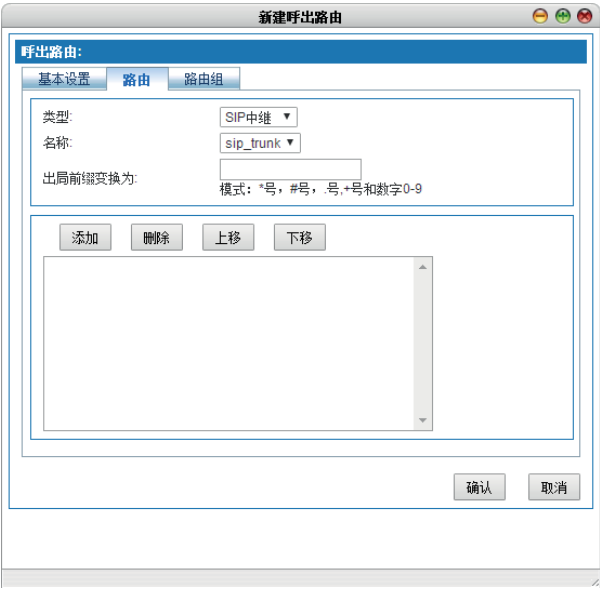 新建呼出路由
呼出路由:
基本设置 路由 路由组
类型: SIP中继
名称: sip_trunk
出局前缀变换为:
模式：*号，#号，.号,+号和数字0-9
添加 删除 上移 下移
确认 取消